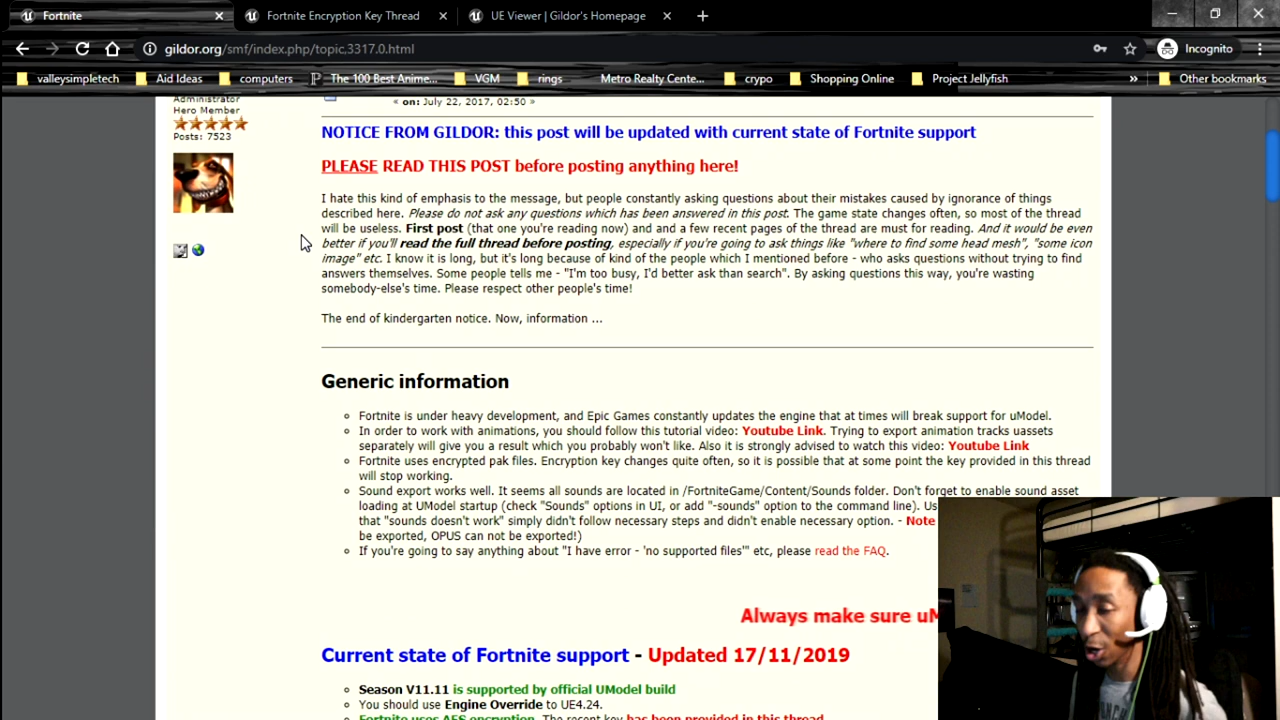 Fortnite
Fortnite Encryption Key Thread
UE Viewer | Gildor's Homepage
gildor.org/smf/index.php/topic,3317.0.html
Incognito
valleysimpletech
Aid Ideas
computers
The 100 Best Anime...
VGM
rings
Metro Realty Cente...
crypo
Shopping Online
Project Jellyfish
»
Other bookmarks
Administrator
Hero Member
Posts: 7523
« on: July 22, 2017, 02:50 »
NOTICE FROM GILDOR: this post will be updated with current state of Fortnite support
PLEASE READ THIS POST before posting anything here!
I hate this kind of emphasis to the message, but people constantly asking questions about their mistakes caused by ignorance of things
described here. Please do not ask any questions which has been answered in this post. The game state changes often, so most of the thread
will be useless. First post (that one you're reading now) and and a few recent pages of the thread are must for reading. And it would be even
better if you'll read the full thread before posting, especially if you're going to ask things like "where to find some head mesh", "some icon
image" etc. I know it is long, but it's long because of kind of the people which I mentioned before - who asks questions without trying to find
answers themselves. Some people tells me - "I'm too busy, I'd better ask than search". By asking questions this way, you're wasting
somebody-else's time. Please respect other people's time!
The end of kindergarten notice. Now, information ...
Generic information
Fortnite is under heavy development, and Epic Games constantly updates the engine that at times will break support for uModel.
In order to work with animations, you should follow this tutorial video: Youtube Link. Trying to export animation tracks uassets
separately will give you a result which you probably won't like. Also it is strongly advised to watch this video: Youtube Link
Fortnite uses encrypted pak files. Encryption key changes quite often, so it is possible that at some point the key provided in this thread
will stop working.
Sound export works well. It seems all sounds are located in /FortniteGame/Content/Sounds folder. Don't forget to enable sound asset
loading at UModel startup (check "Sounds" options in UI, or add "-sounds" option to the command line). Us
that "sounds doesn't work" simply didn't follow necessary steps and didn't enable necessary option. - Note
be exported, OPUS can not be exported!)
If you're going to say anything about "I have error - 'no supported files'" etc, please read the FAQ.
Always make sure uM
Current state of Fortnite support - Updated 17/11/2019
Season V11.11 is supported by official UModel build
You should use Engine Override to UE4.24.
Fortnite uses AES encryption. The recent key has been provided in this thread